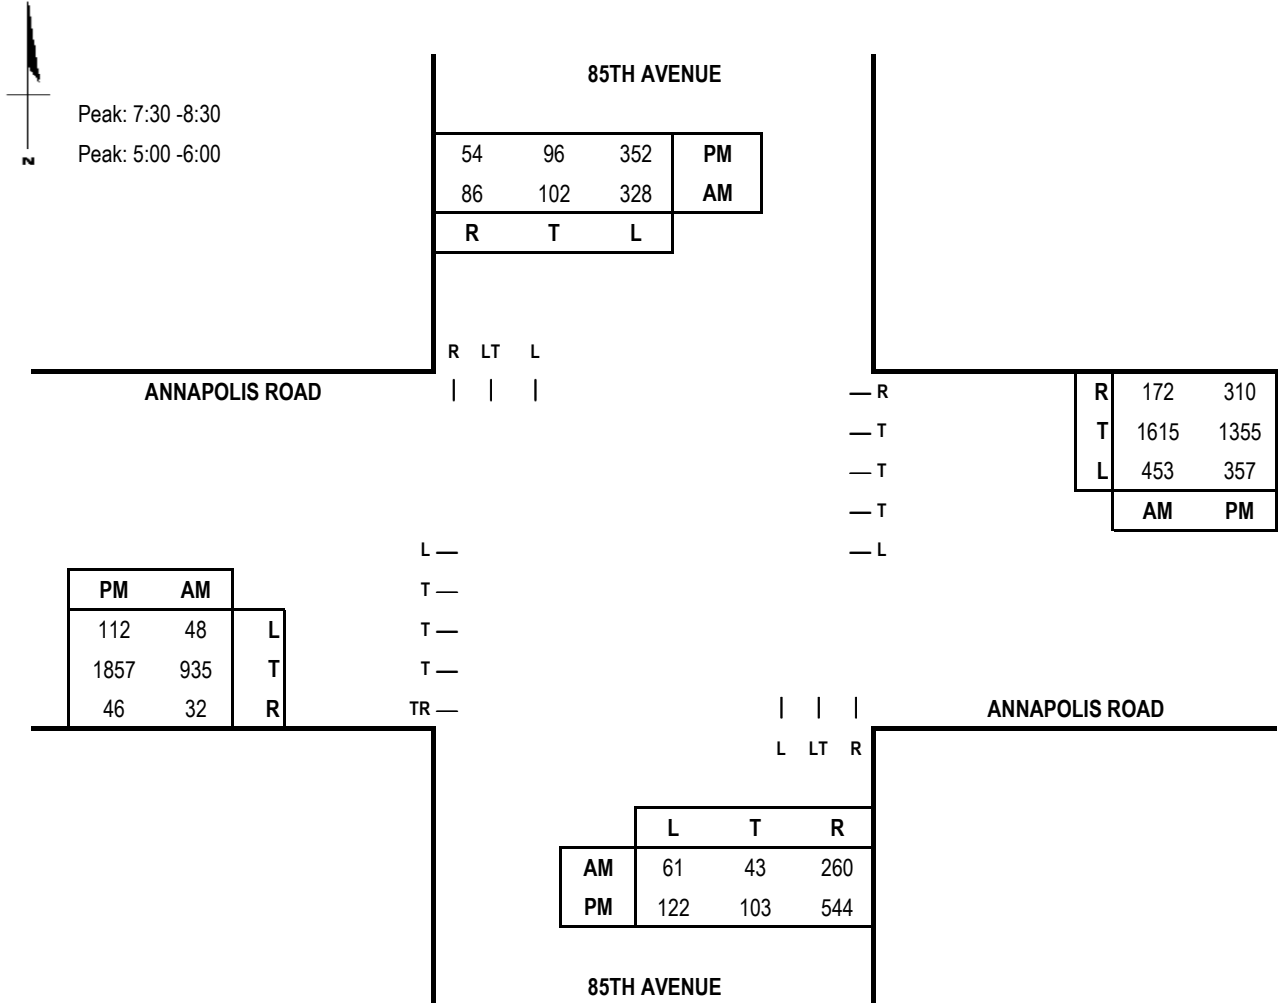 85TH AVENUE
Peak: 7:30 -8:30
Peak: 5:00 -6:00
N
54 96 352 PM
86 102 328 AM
R T L
R LT L
ANNAPOLIS ROAD
R
T
T
T
L
R 172 310
T 1615 1355
L 453 357
AM PM
L
T
T
T
TR
PM AM
112 48 L
1857 935 T
46 32 R
ANNAPOLIS ROAD
L LT R
L T R
AM 61 43 260
PM 122 103 544
85TH AVENUE